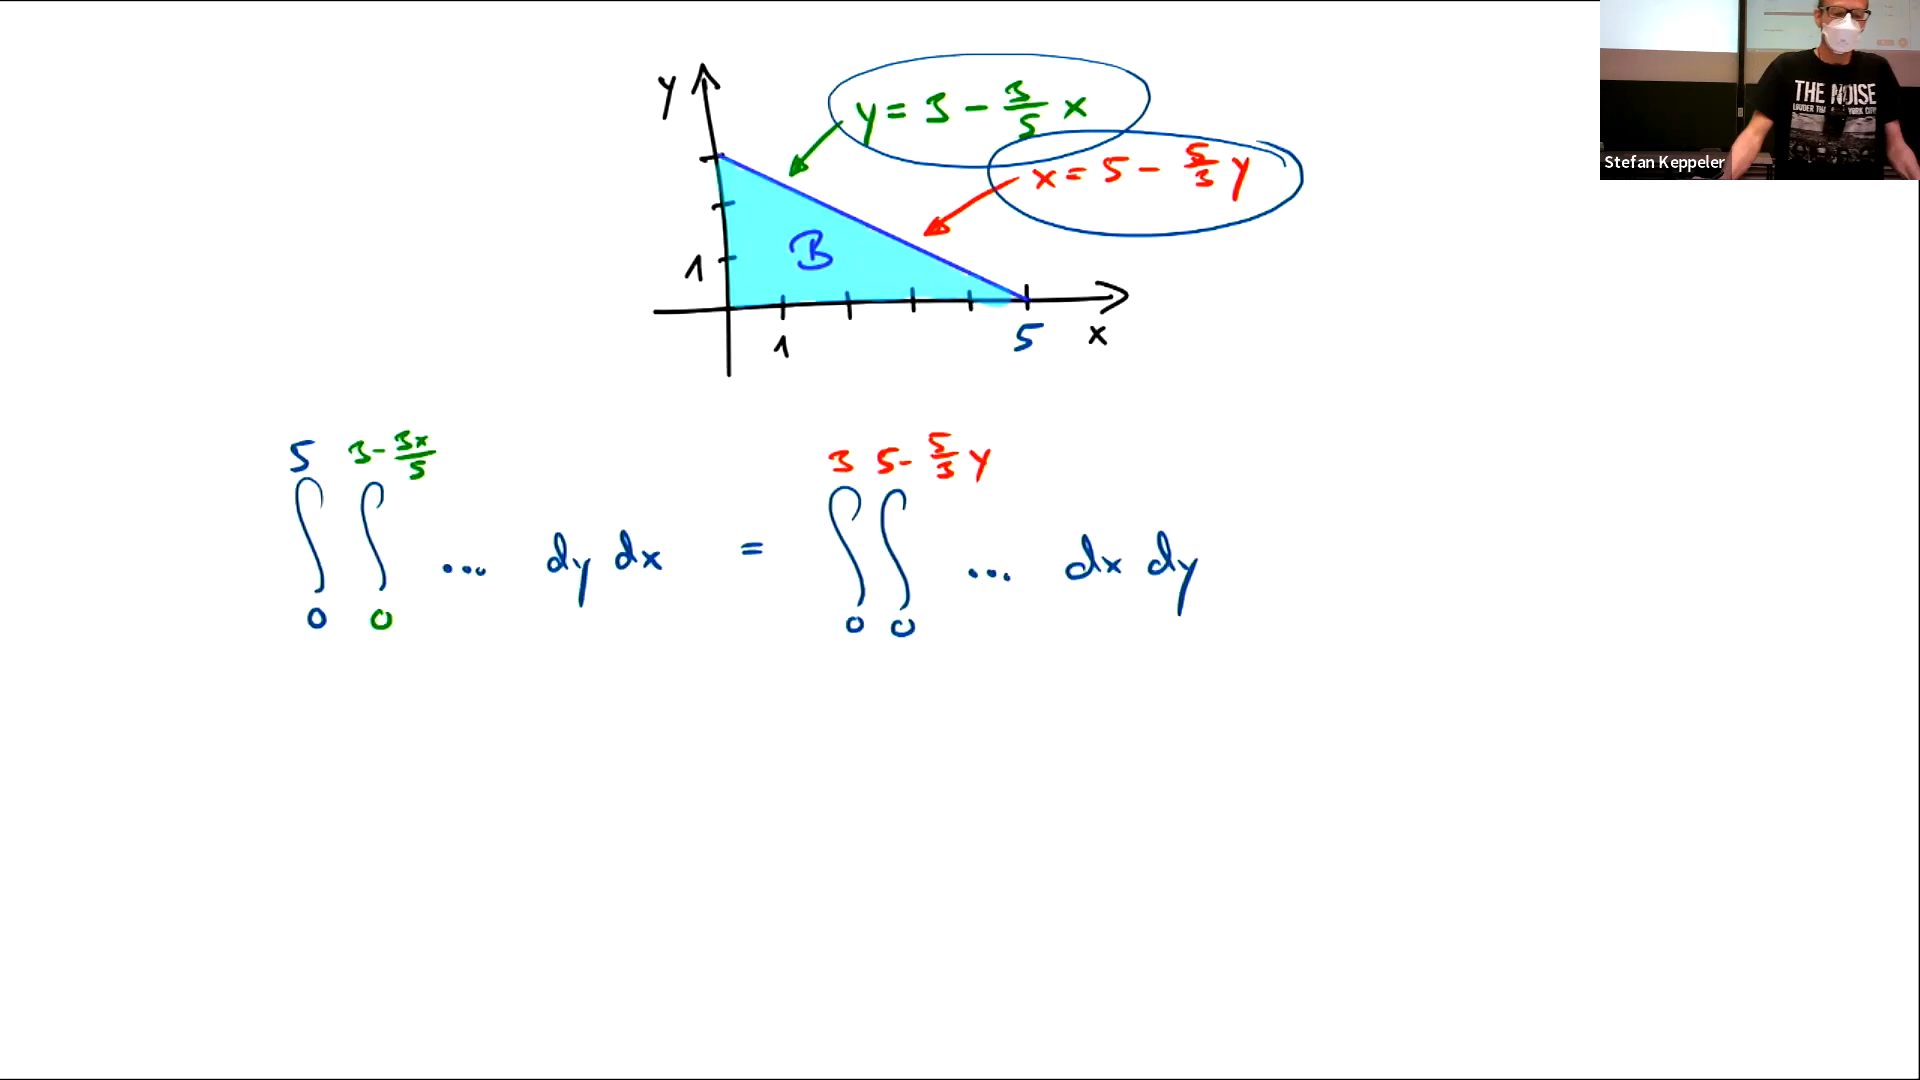 y
y = 3 - 3/5 x
x = 5 - 5/3 y
B
1
1
5
x
5 3 - 3x/5
∫ ∫ ... dy dx = ∫ ∫ ... dx dy
0 0
3 5 - 5/3 y
0 0
THE NOISE
Stefan Keppeler